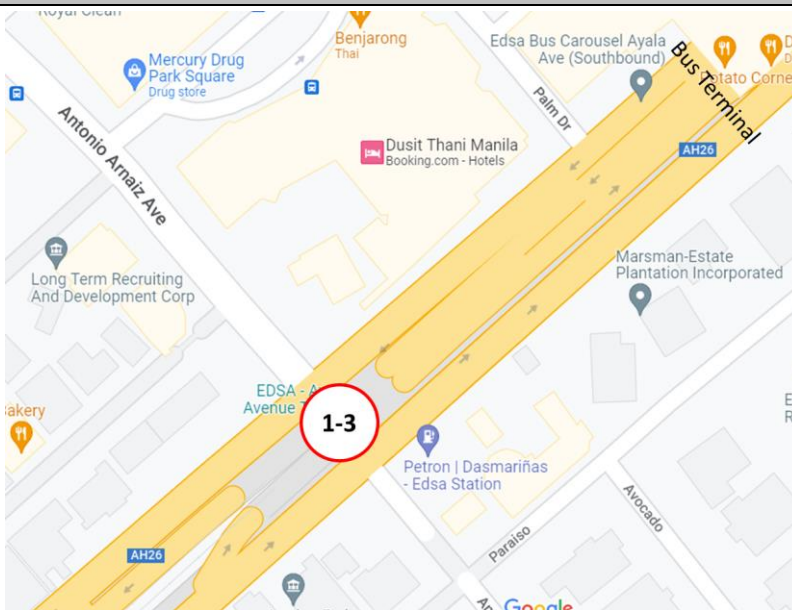 Royal Clean
Benjarong
Thai
Mercury Drug
Park Square
Drug store
Edsa Bus Carousel Ayala
Ave (Southbound)
Bus Terminal
Potato Corne
Palm Dr
AH26
Antonio Arnaiz Ave
Dusit Thani Manila
Booking.com - Hotels
Marsman-Estate
Plantation Incorporated
Long Term Recruiting
And Development Corp
EDSA - A
Avenue T
1-3
akery
Petron | Dasmariñas
- Edsa Station
Avocado
Paraiso
AH26
Google